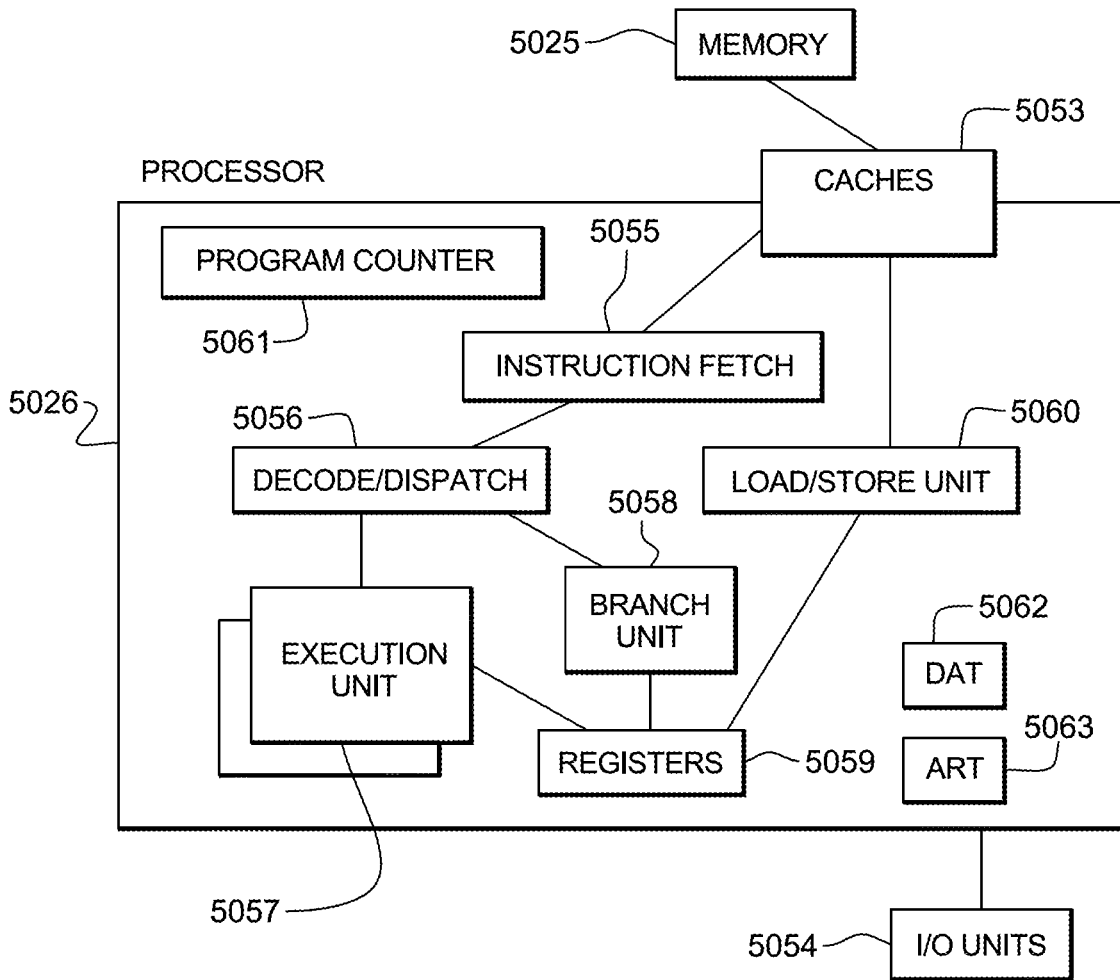 MEMORY
5025
5053
CACHES
PROCESSOR
PROGRAM COUNTER
5055
5061
INSTRUCTION FETCH
5026
5056
5060
DECODE/DISPATCH
LOAD/STORE UNIT
5058
BRANCH
UNIT
5062
EXECUTION
UNIT
DAT
5063
REGISTERS
5059
ART
5057
5054
I/O UNITS